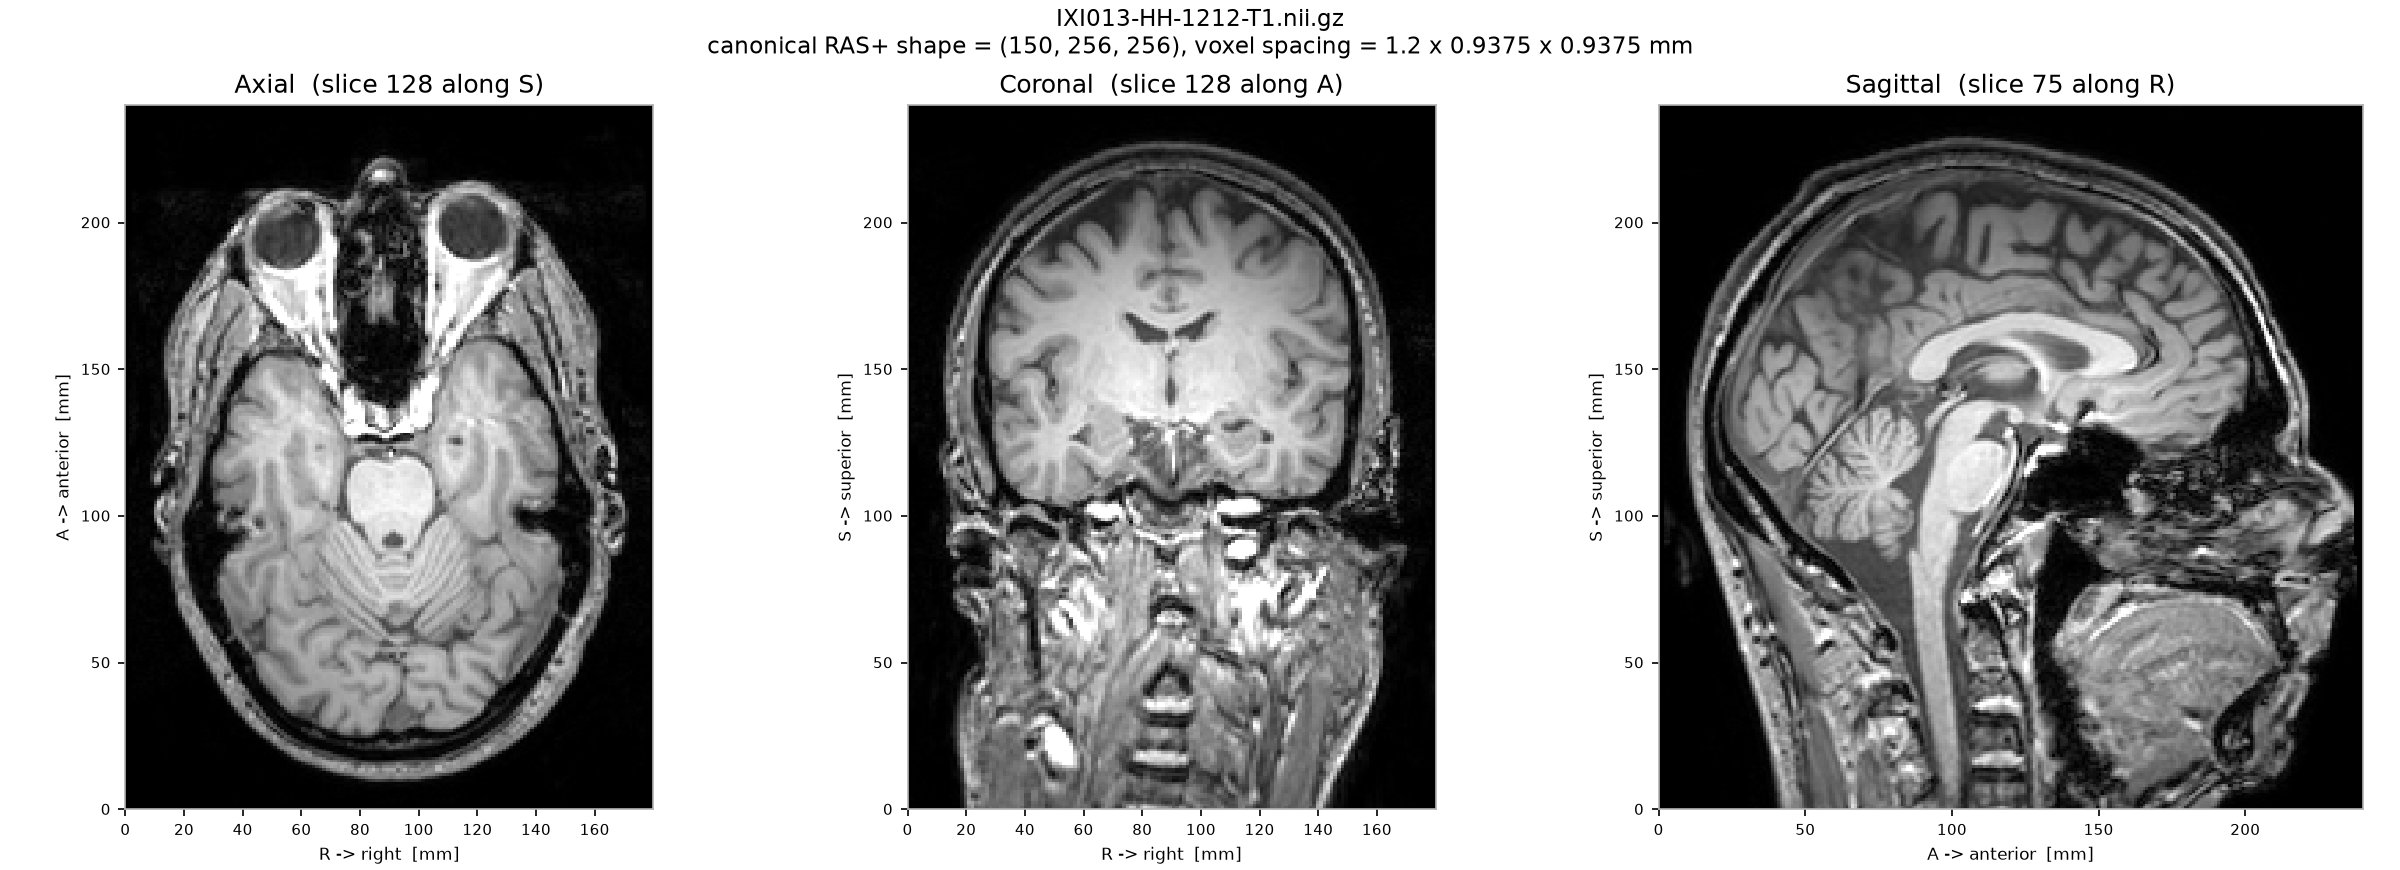 IXI013-HH-1212-T1.nii.gz
canonical RAS+ shape = (150, 256, 256), voxel spacing = 1.2 x 0.9375 x 0.9375 mm
Axial  (slice 128 along S)
200
150
100
50
0
A -> anterior  [mm]
0 20 40 60 80 100 120 140 160
R -> right  [mm]
Coronal  (slice 128 along A)
200
150
100
50
0
S -> superior  [mm]
0 20 40 60 80 100 120 140 160
R -> right  [mm]
Sagittal  (slice 75 along R)
200
150
100
50
0
S -> superior  [mm]
0 50 100 150 200
A -> anterior  [mm]